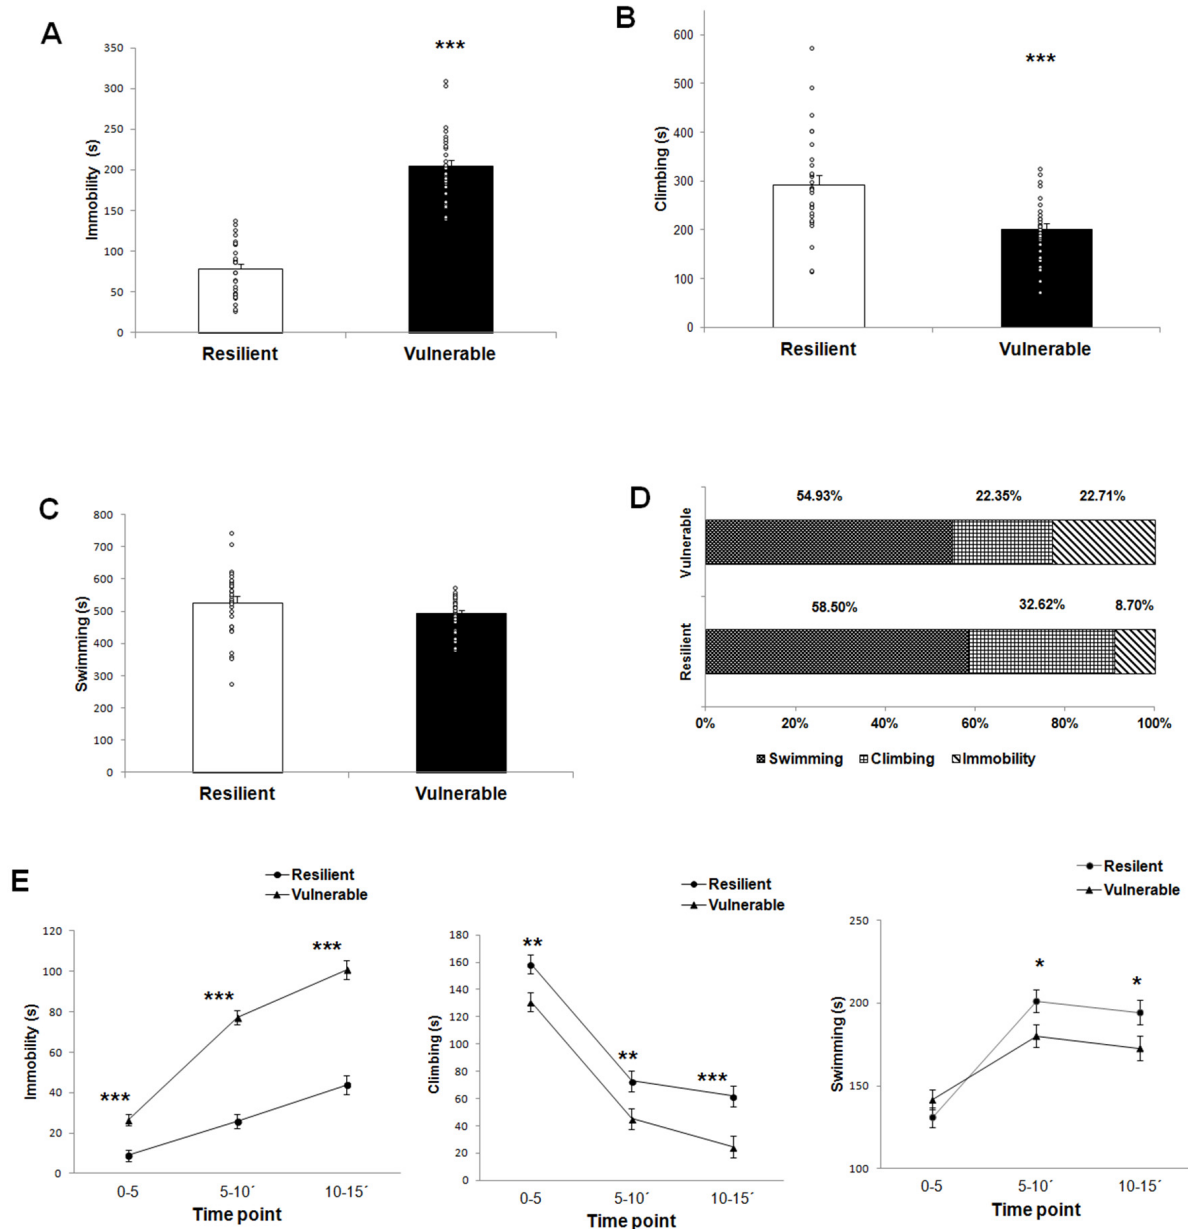 A
Immobility (s)
350
300
250
200
150
100
50
0
***
Resilient
Vulnerable
B
Climbing (s)
600
500
400
300
200
100
0
***
Resilient
Vulnerable
C
Swimming (s)
800
700
600
500
400
300
200
100
0
Resilient
Vulnerable
D
54.93%
22.35%
22.71%
Vulnerable
58.50%
32.62%
8.70%
Resilient
0%
20%
40%
60%
80%
100%
Swimming
Climbing
Immobility
E
Resilient
Vulnerable
Immobility (s)
120
100
80
60
40
20
0
***
***
***
0-5
5-10´
10-15´
Time point
Resilient
Vulnerable
Climbing (s)
180
160
140
120
100
80
60
40
20
0
**
**
***
0-5
5-10´
10-15´
Time point
Resilent
Vulnerable
Swimming (s)
250
200
150
100
*
*
0-5
5-10´
10-15´
Time point